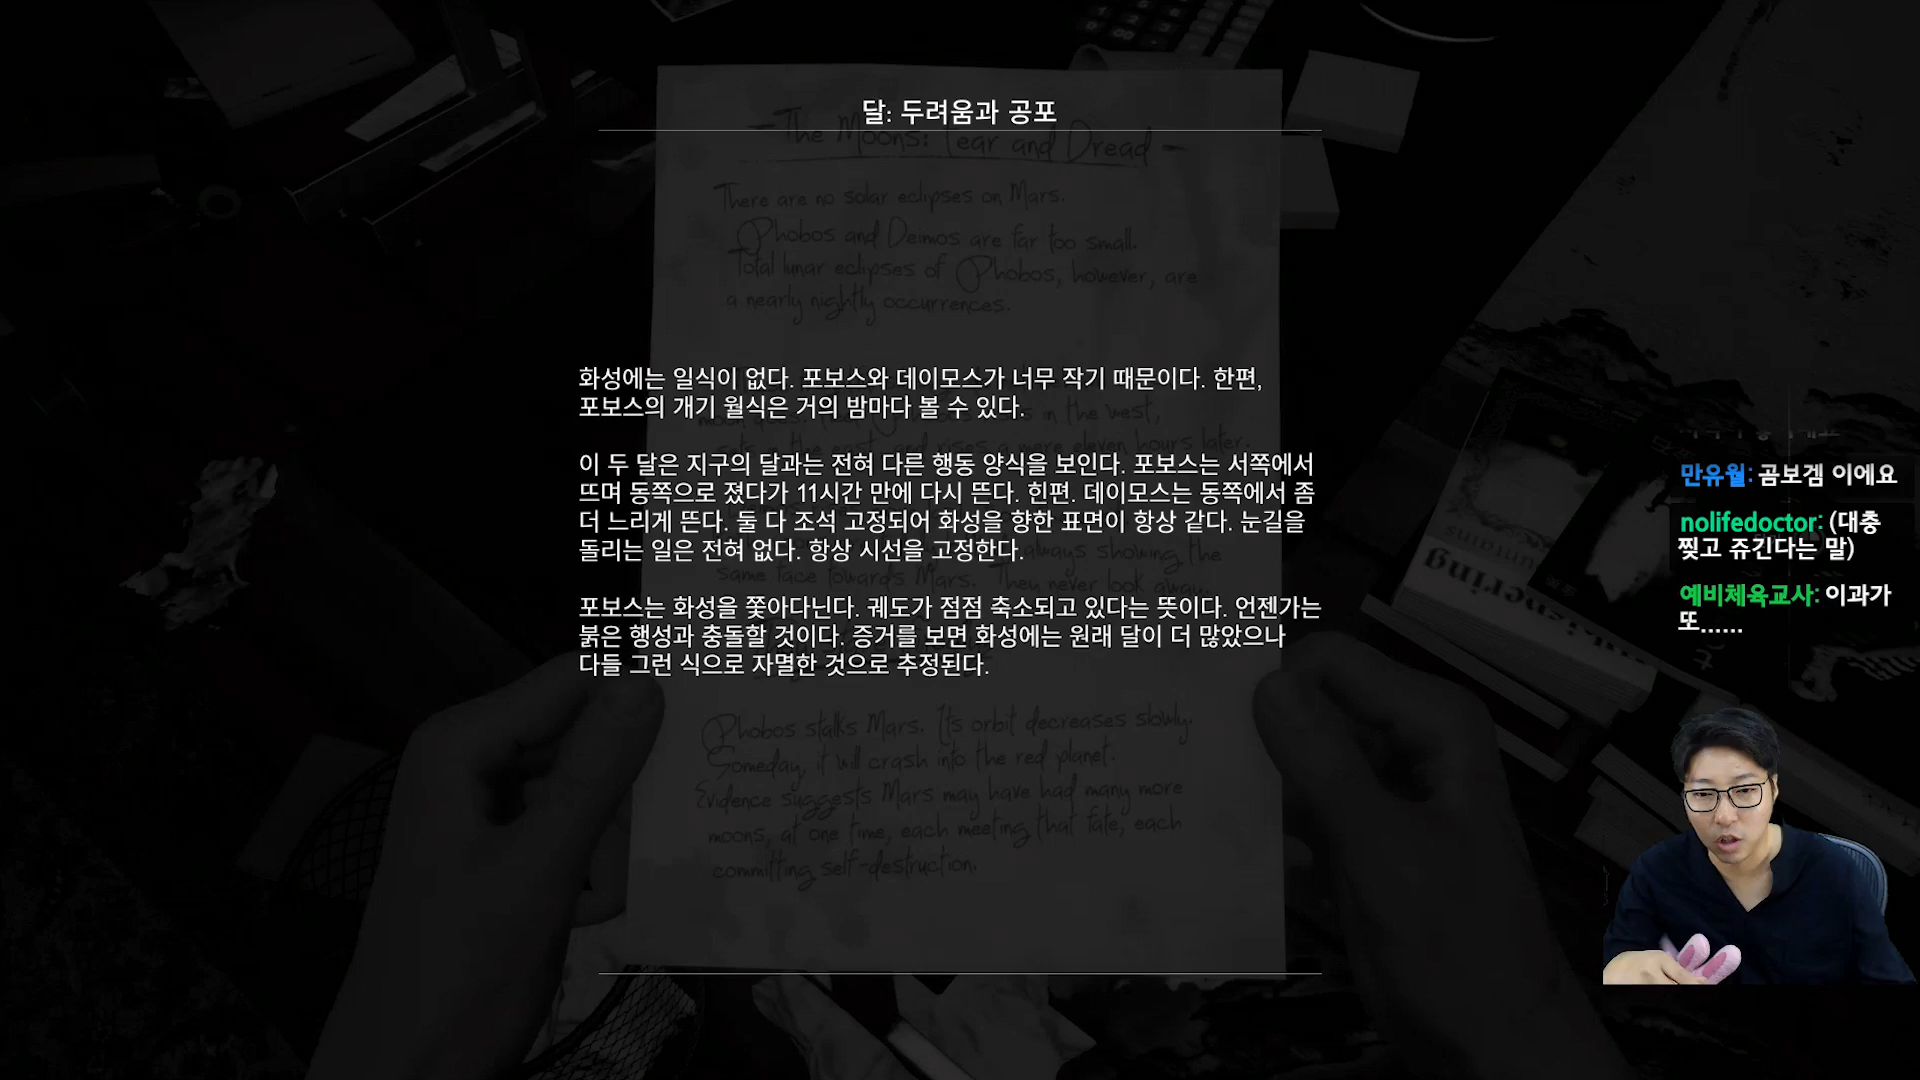 달: 두려움과 공포
The Moons: Fear and Dread
There are no solar eclipses on Mars.
Phobos and Deimos are far too small.
Total lunar eclipses of Phobos, however, are
a nearly nightly occurrences.
화성에는 일식이 없다. 포보스와 데이모스가 너무 작기 때문이다. 한편,
포보스의 개기 월식은 거의 밤마다 볼 수 있다.
in the west,
이 두 달은 지구의 달과는 전혀 다른 행동 양식을 보인다. 포보스는 서쪽에서
뜨며 동쪽으로 졌다가 11시간 만에 다시 뜬다. 힌편. 데이모스는 동쪽에서 좀
더 느리게 뜬다. 둘 다 조석 고정되어 화성을 향한 표면이 항상 같다. 눈길을
돌리는 일은 전혀 없다. 항상 시선을 고정한다.
always showing the
same face towards Mars. They never look away.
포보스는 화성을 쫓아다닌다. 궤도가 점점 축소되고 있다는 뜻이다. 언젠가는
붉은 행성과 충돌할 것이다. 증거를 보면 화성에는 원래 달이 더 많았으나
다들 그런 식으로 자멸한 것으로 추정된다.
Phobos stalks Mars. Its orbit decreases slowly.
Someday, it will crash into the red planet.
Evidence suggests Mars may have had many more
moons, at one time, each meeting that fate, each
committing self-destruction.
만유월: 곰보겜 이에요
nolifedoctor: (대충
찢고 쥬긴다는 말)
예비체육교사: 이과가
또......